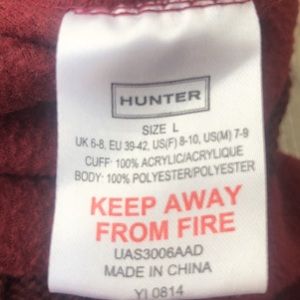 HUNTER
SIZE L
UK 6-8, EU 39-42, US(F) 8-10, US(M) 7-9
CUFF: 100% ACRYLIC/ACRYLIQUE
BODY: 100% POLYESTER/POLYESTER
KEEP AWAY
FROM FIRE
UAS3006AAD
MADE IN CHINA
YI 0814